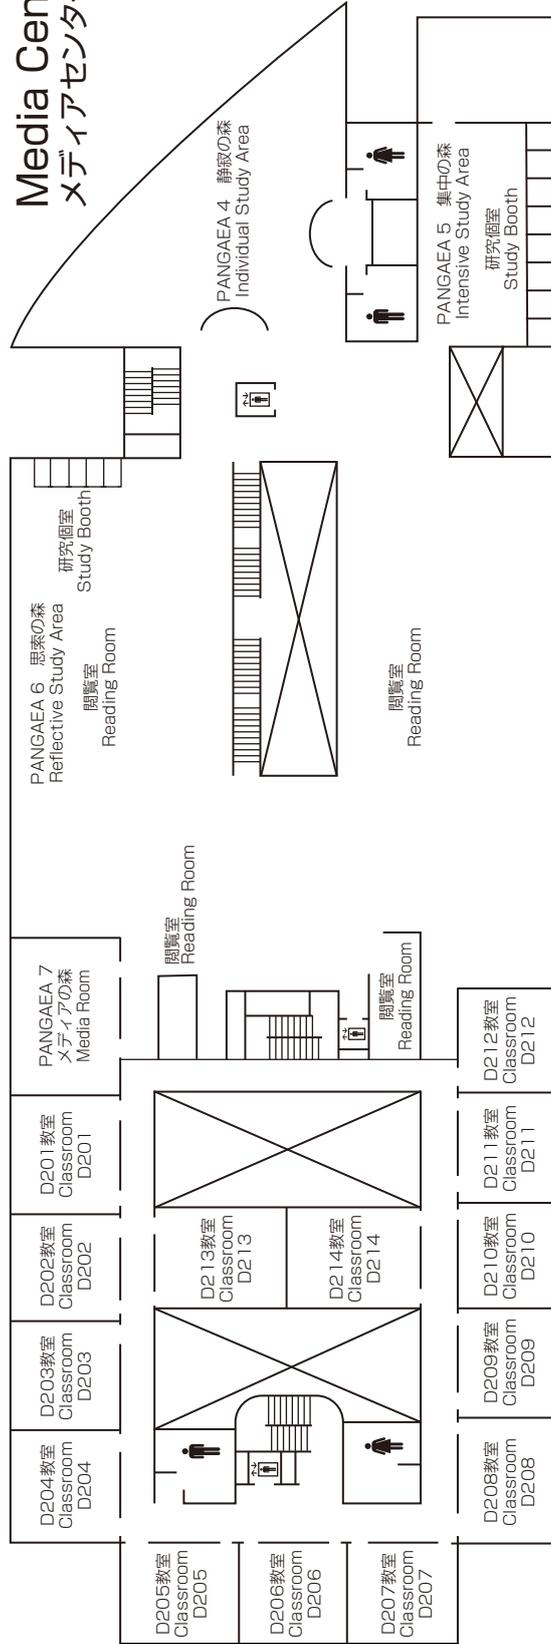 Media Cen
メディアセンター
PANGAEA 4　静寂の森
Individual Study Area
PANGAEA 5　集中の森
Intensive Study Area
研究個室
Study Booth
PANGAEA 6　思索の森
Reflective Study Area
研究個室
Study Booth
閲覧室
Reading Room
閲覧室
Reading Room
閲覧室
Reading Room
閲覧室
Reading Room
PANGAEA 7
メディアの森
Media Room
D201教室
Classroom
D201
D202教室
Classroom
D202
D203教室
Classroom
D203
D204教室
Classroom
D204
D205教室
Classroom
D205
D206教室
Classroom
D206
D207教室
Classroom
D207
D208教室
Classroom
D208
D209教室
Classroom
D209
D210教室
Classroom
D210
D211教室
Classroom
D211
D212教室
Classroom
D212
D213教室
Classroom
D213
D214教室
Classroom
D214